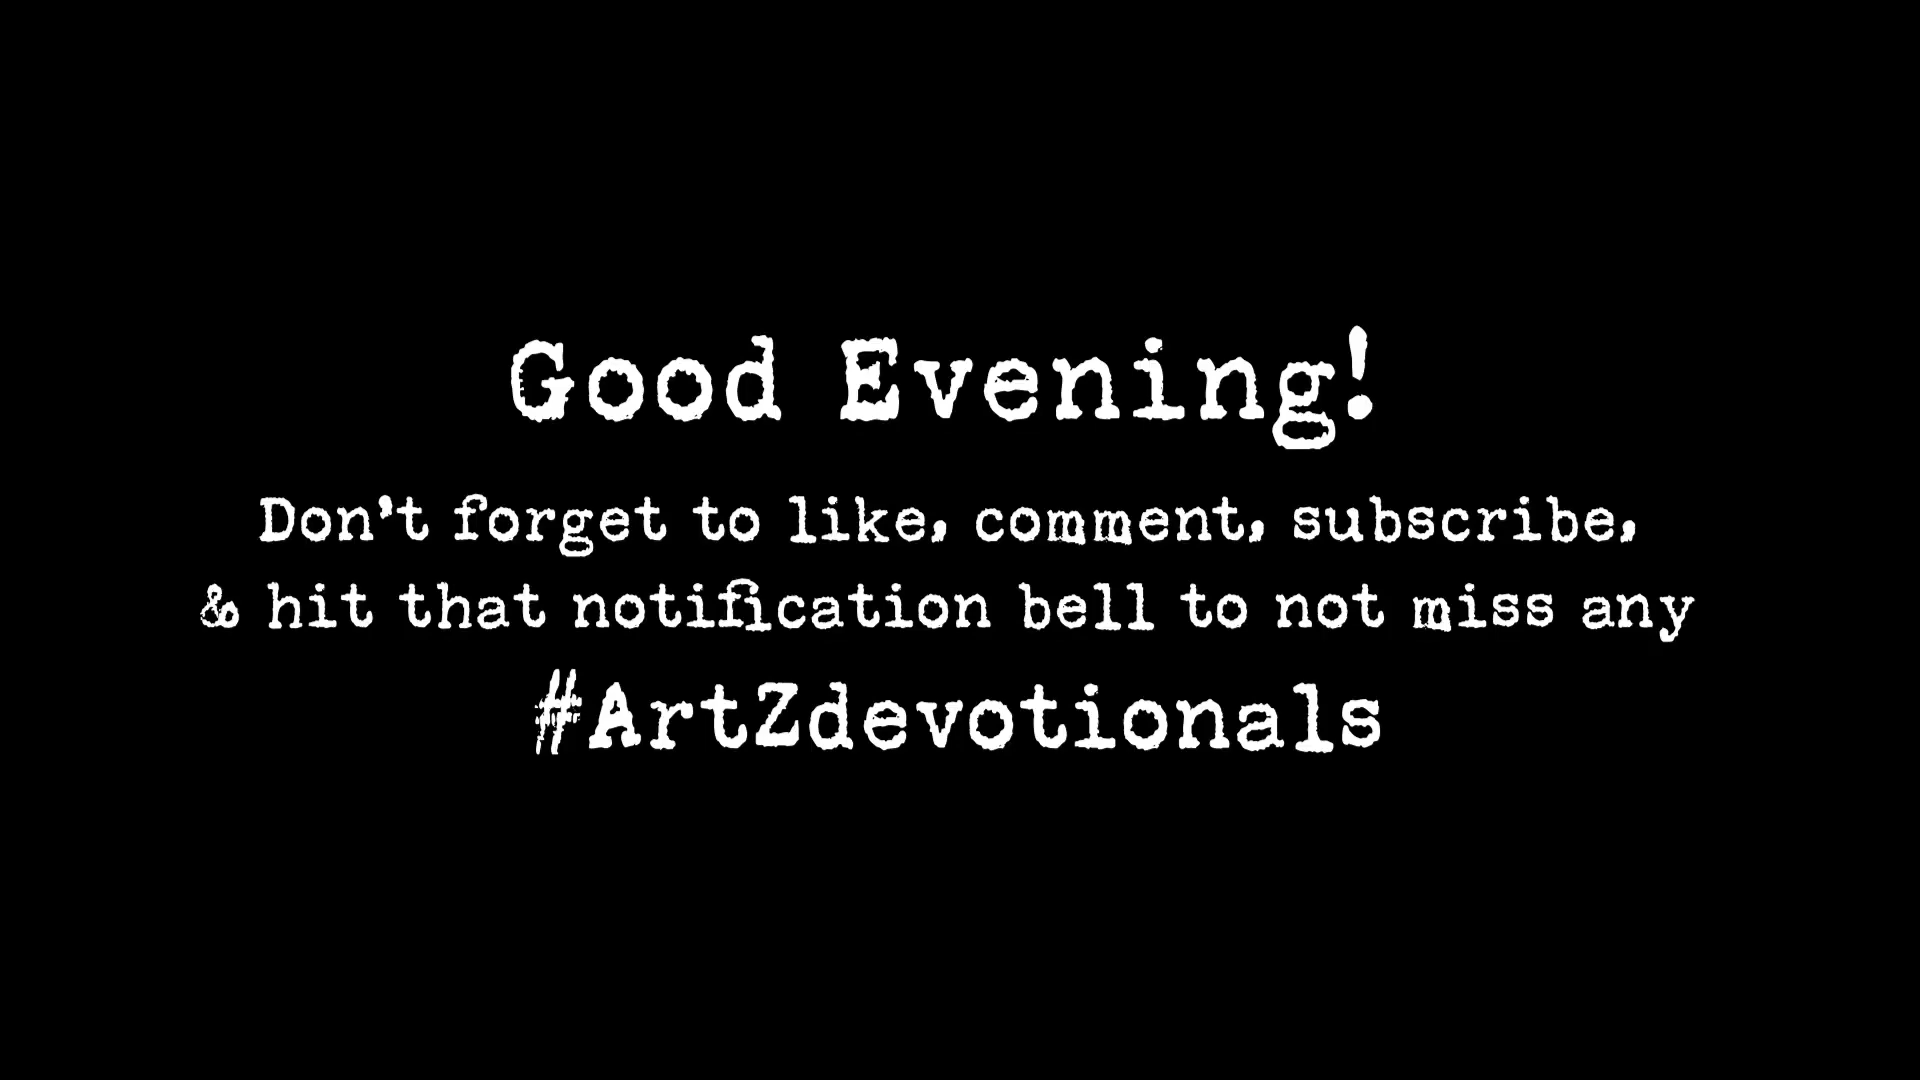 Good Evening!
Don't forget to like, comment, subscribe,
& hit that notification bell to not miss any
#ArtZdevotionals